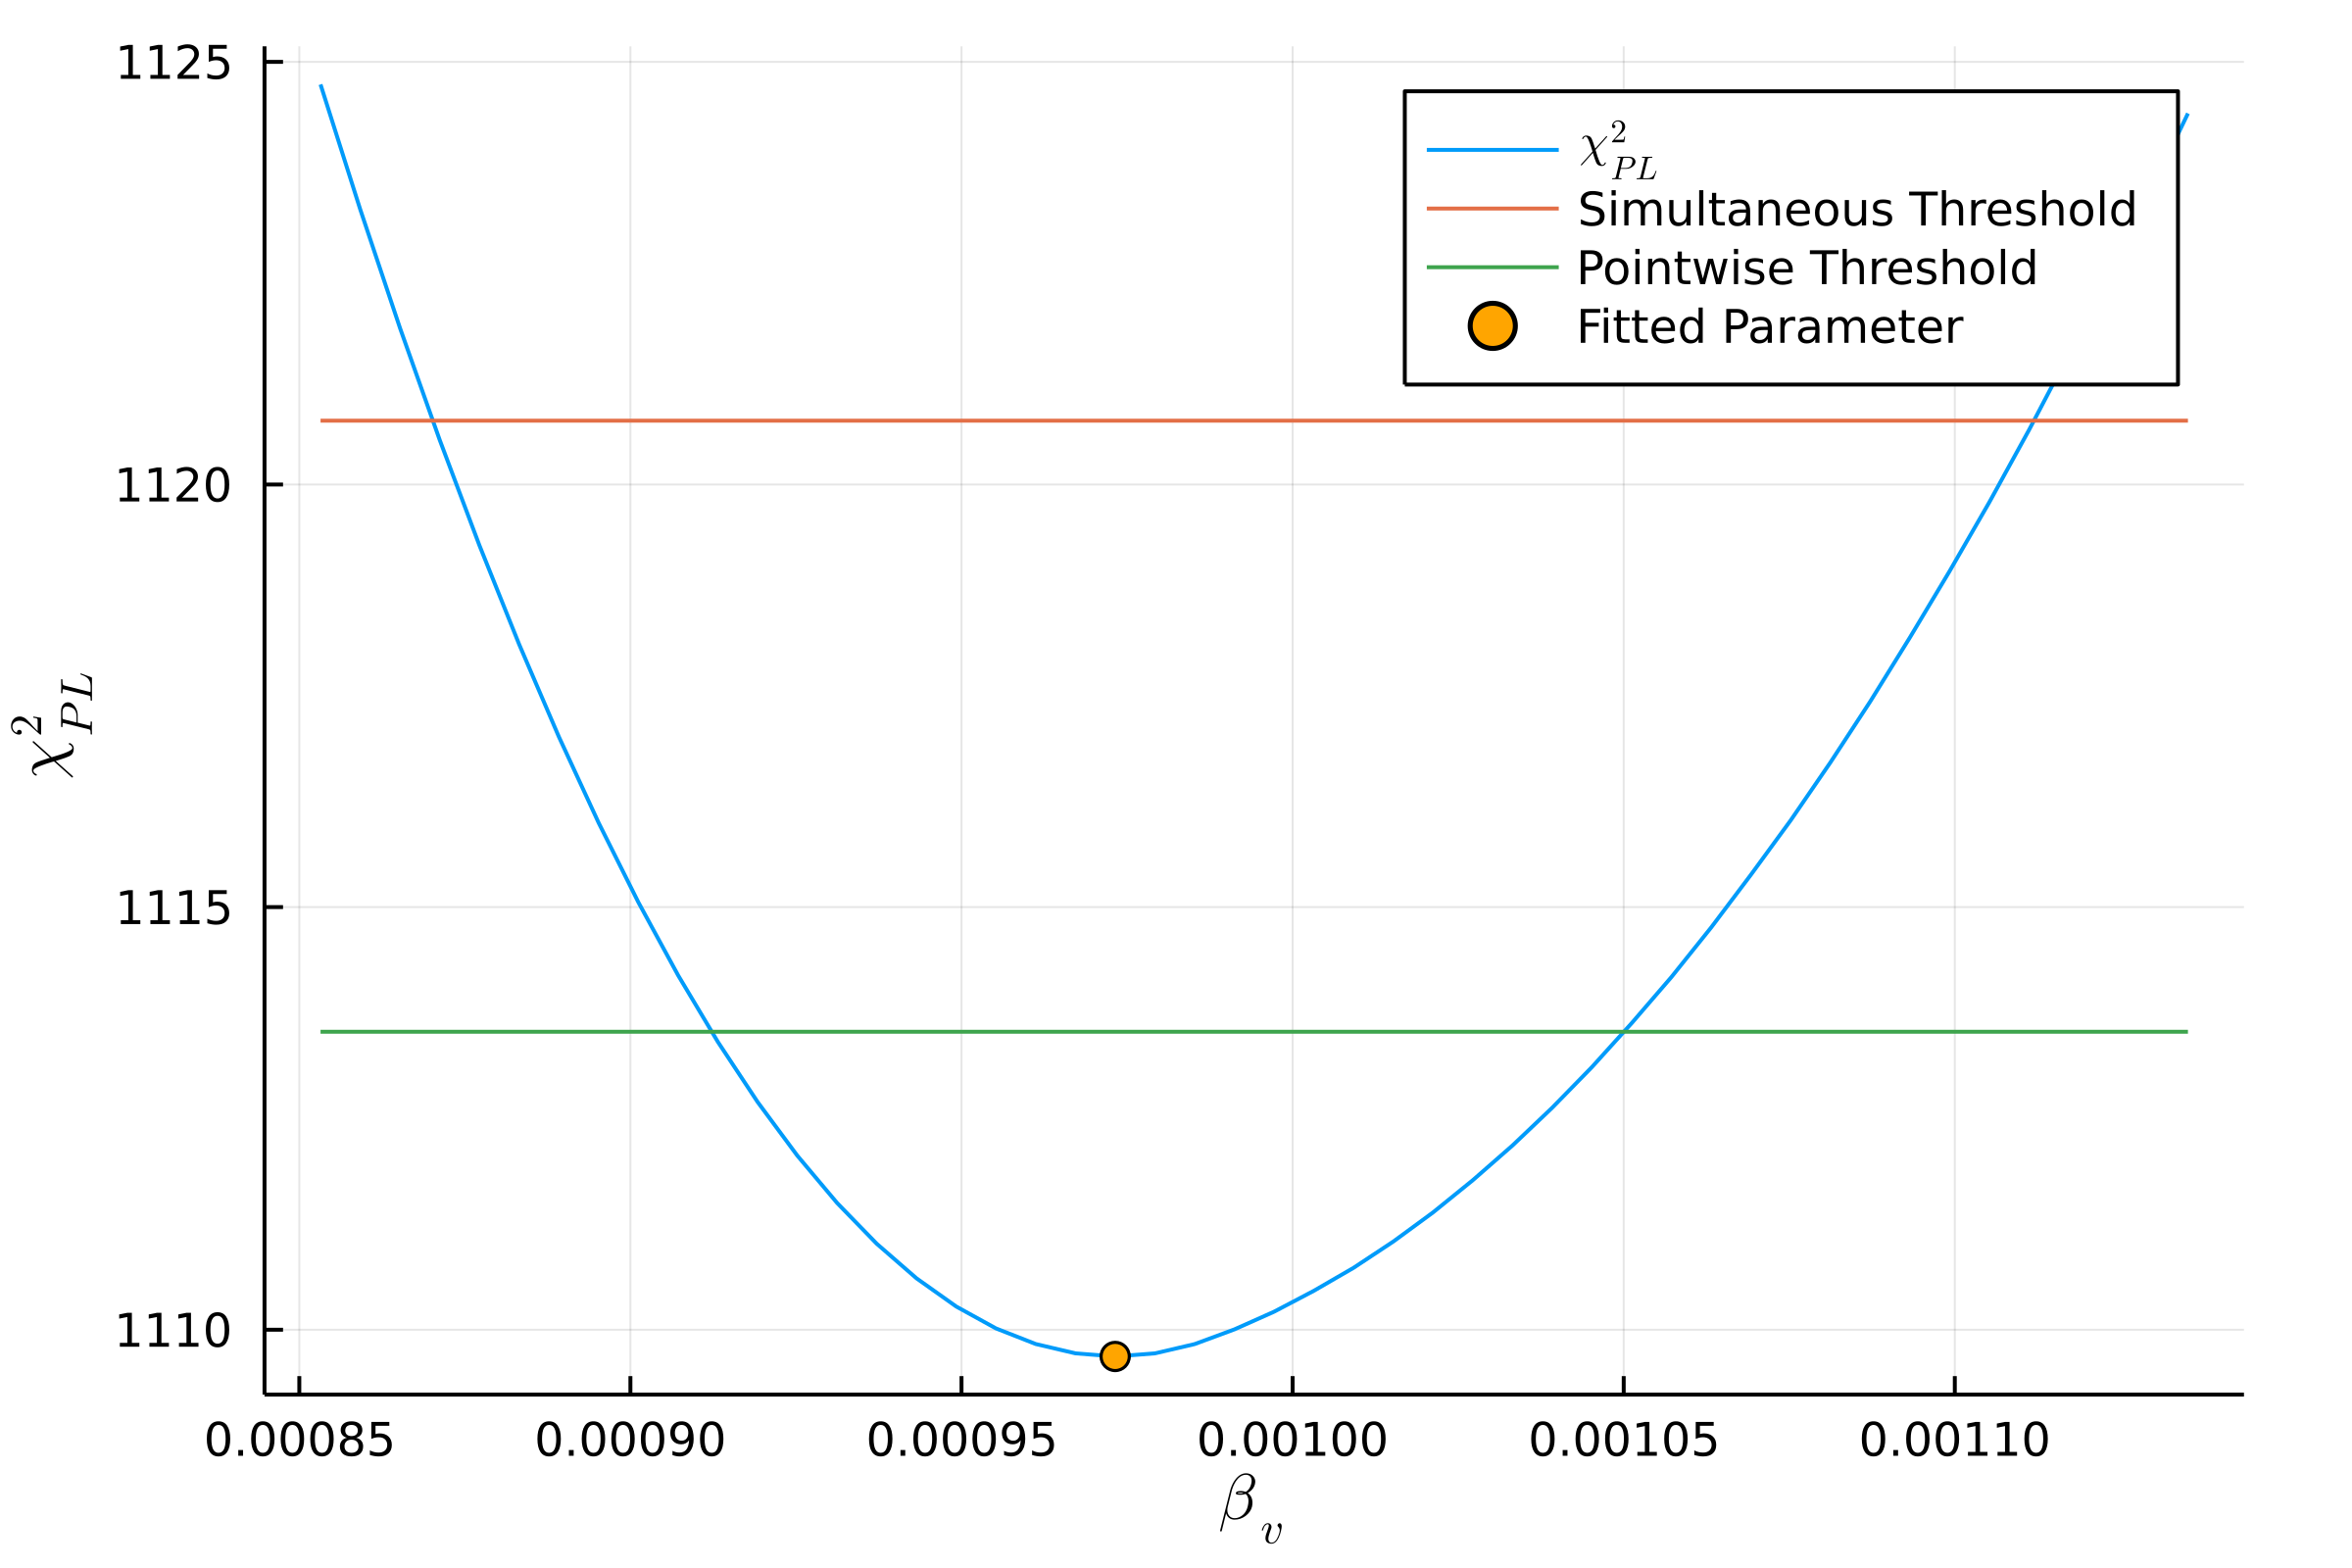 1125
1120
1115
1110
χ²_PL
χ²_PL
Simultaneous Threshold
Pointwise Threshold
Fitted Parameter
0.00085 0.00090 0.00095 0.00100 0.00105 0.00110
β_v